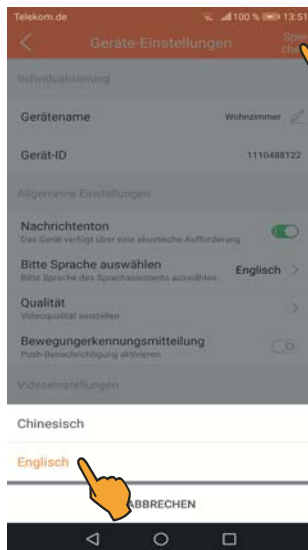 Telekom.de 100 % 13:51
Geräte-Einstellungen
Individualisierung
Gerätename Wohnzimmer
Gerät-ID 1110488122
Allgemeine Einstellungen
Nachrichtenton
Das Gerät verfügt über eine akustische Aufforderung
Bitte Sprache auswählen Englisch
Bitte Sprache des Sprachassistents auswählen.
Qualität
Videoqualität einstellen
Bewegungerkennungsmitteilung
Push-Benachrichtigung aktivieren
Videoeinstellungen
Chinesisch
Englisch
ABBRECHEN